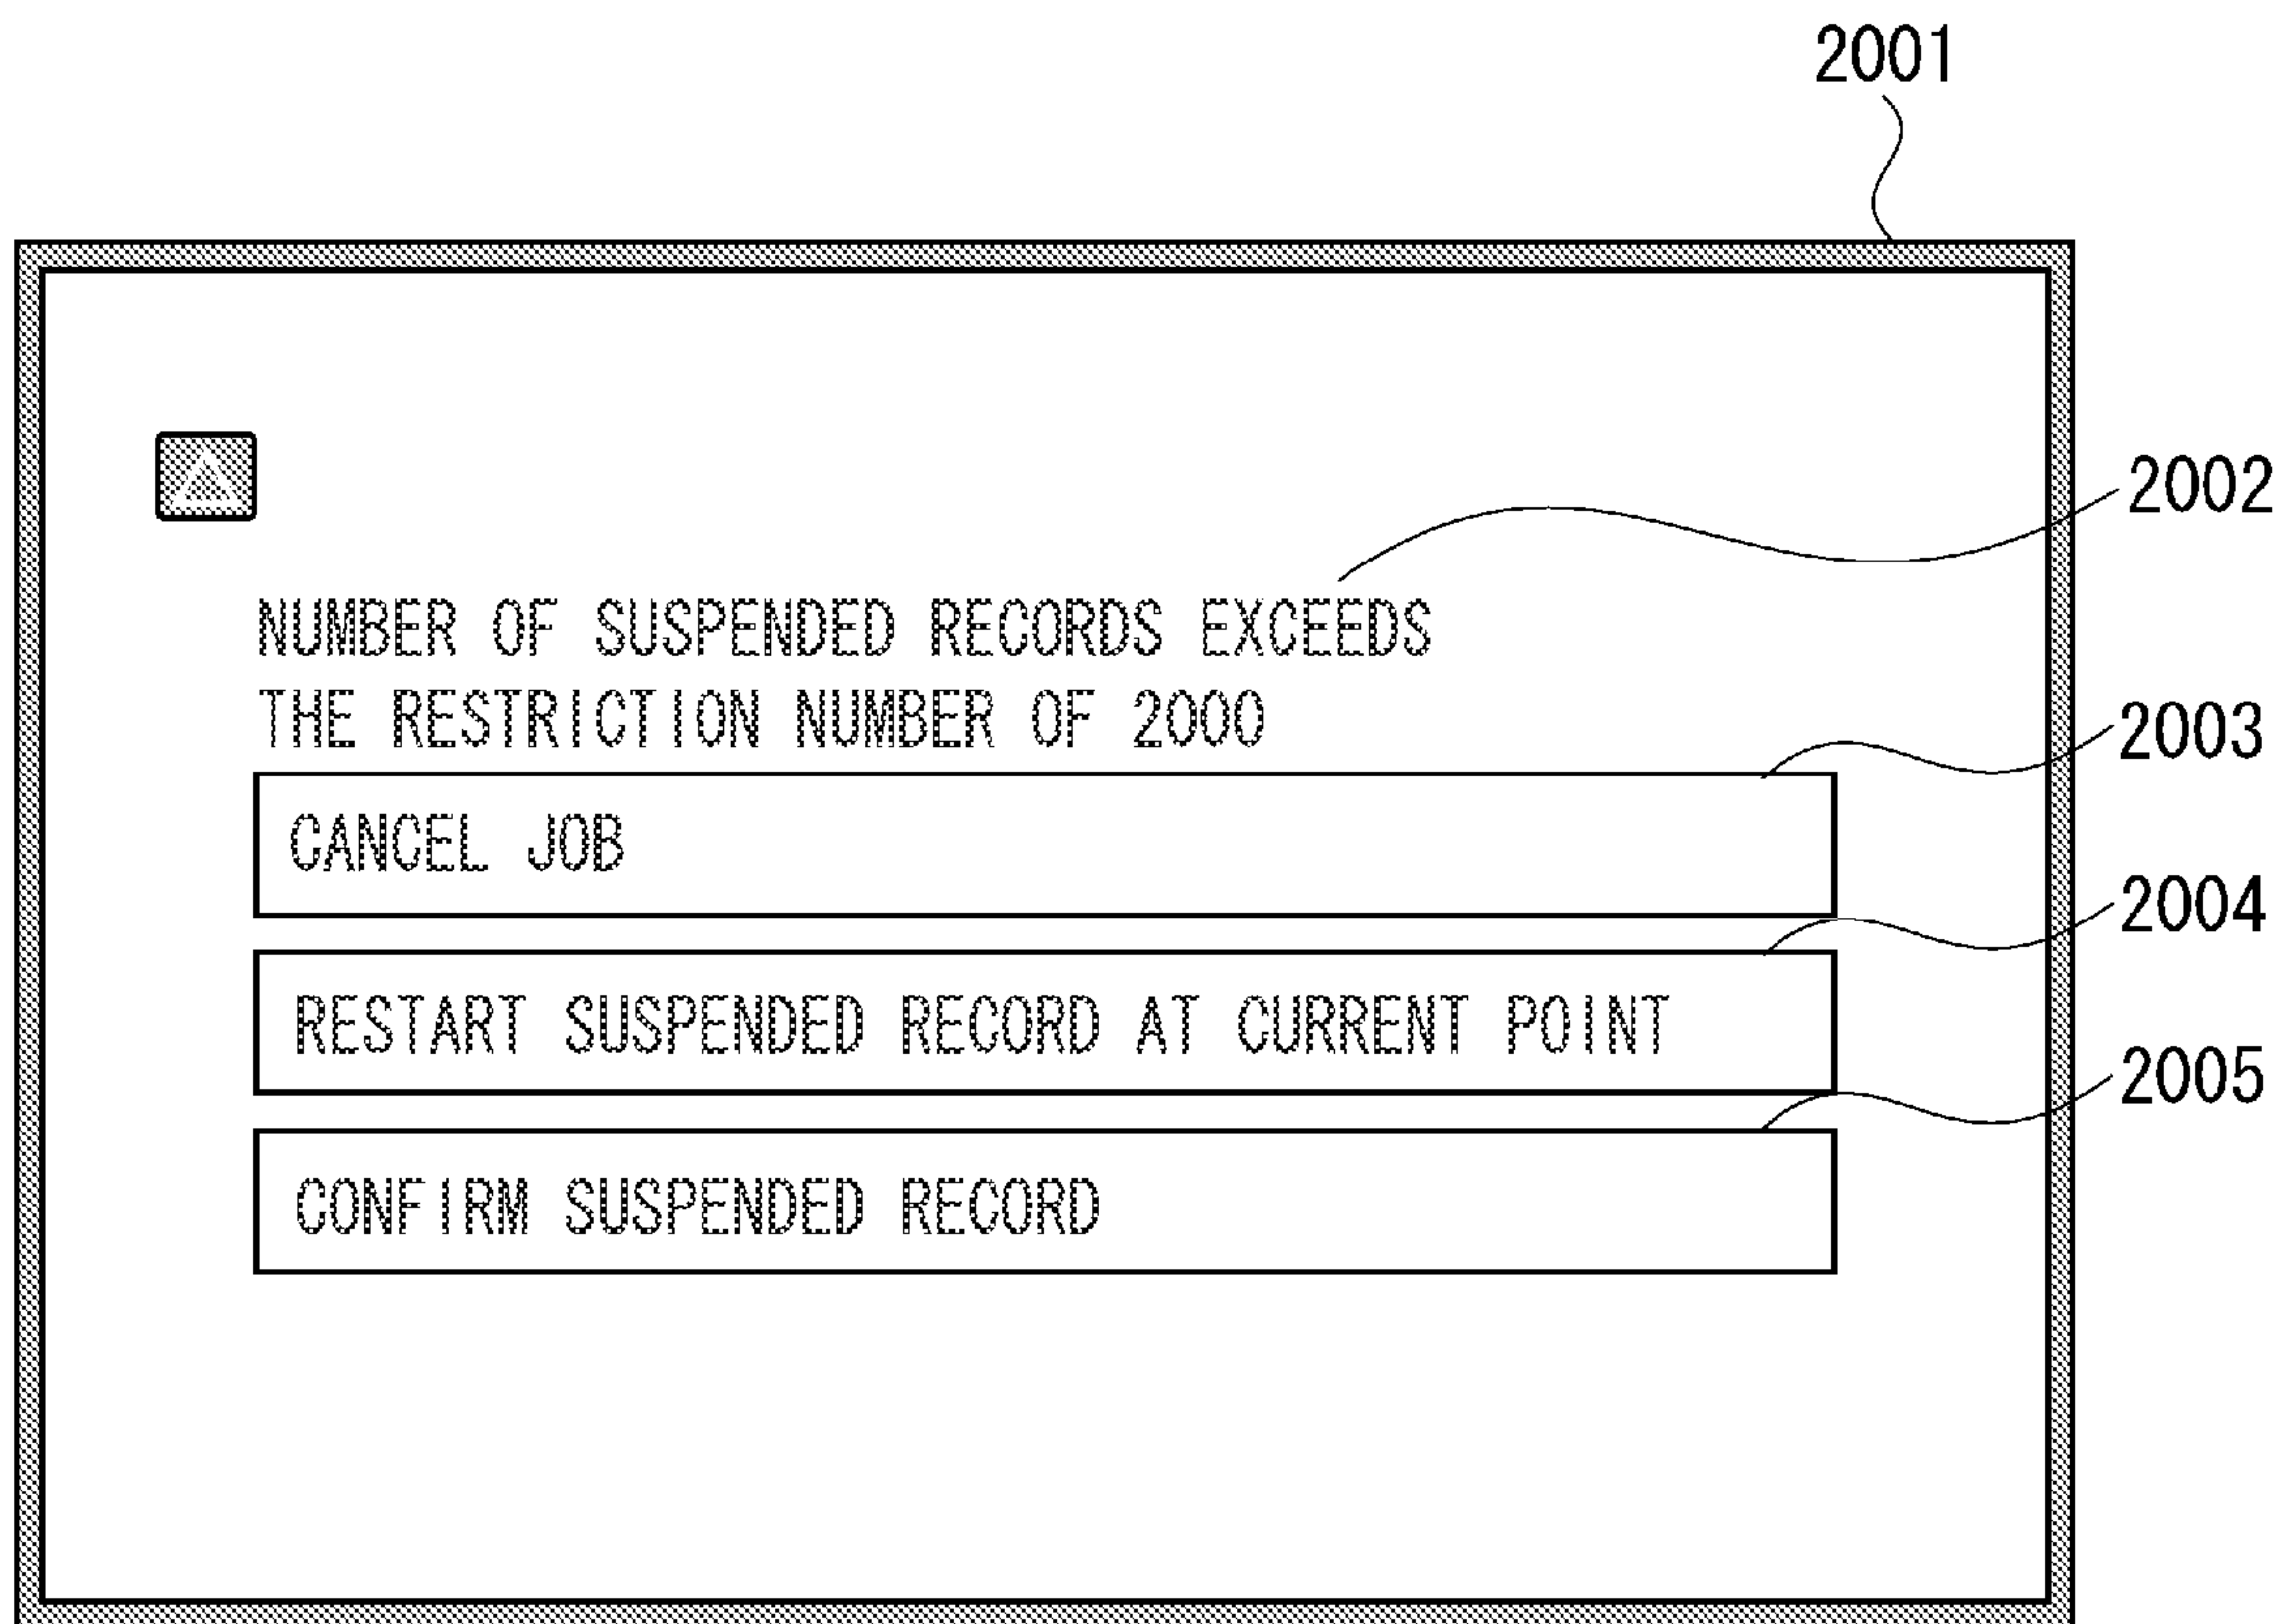 2001
2002
NUMBER OF SUSPENDED RECORDS EXCEEDS
THE RESTRICTION NUMBER OF 2000
2003
CANCEL JOB
2004
RESTART SUSPENDED RECORD AT CURRENT POINT
2005
CONFIRM SUSPENDED RECORD